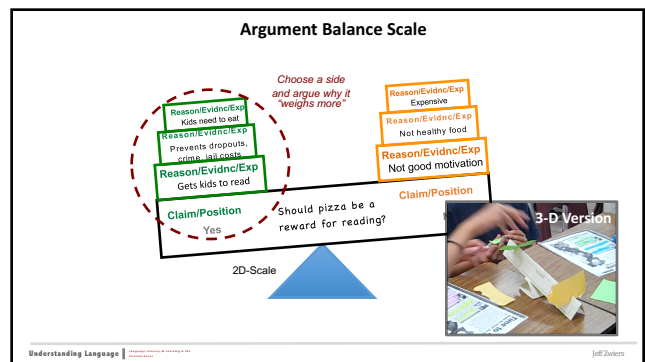 Argument Balance Scale
Choose a side
and argue why it
"weighs more"
Reason/Evidnc/Exp
Kids need to eat
Reason/Evidnc/Exp
Prevents dropouts,
crime, jail costs
Reason/Evidnc/Exp
Gets kids to read
Claim/Position
Yes
Should pizza be a
reward for reading?
Reason/Evidnc/Exp
Expensive
Reason/Evidnc/Exp
Not healthy food
Reason/Evidnc/Exp
Not good motivation
Claim/Position
N
3-D Version
2D-Scale
Understanding Language
Jeff Zwiers